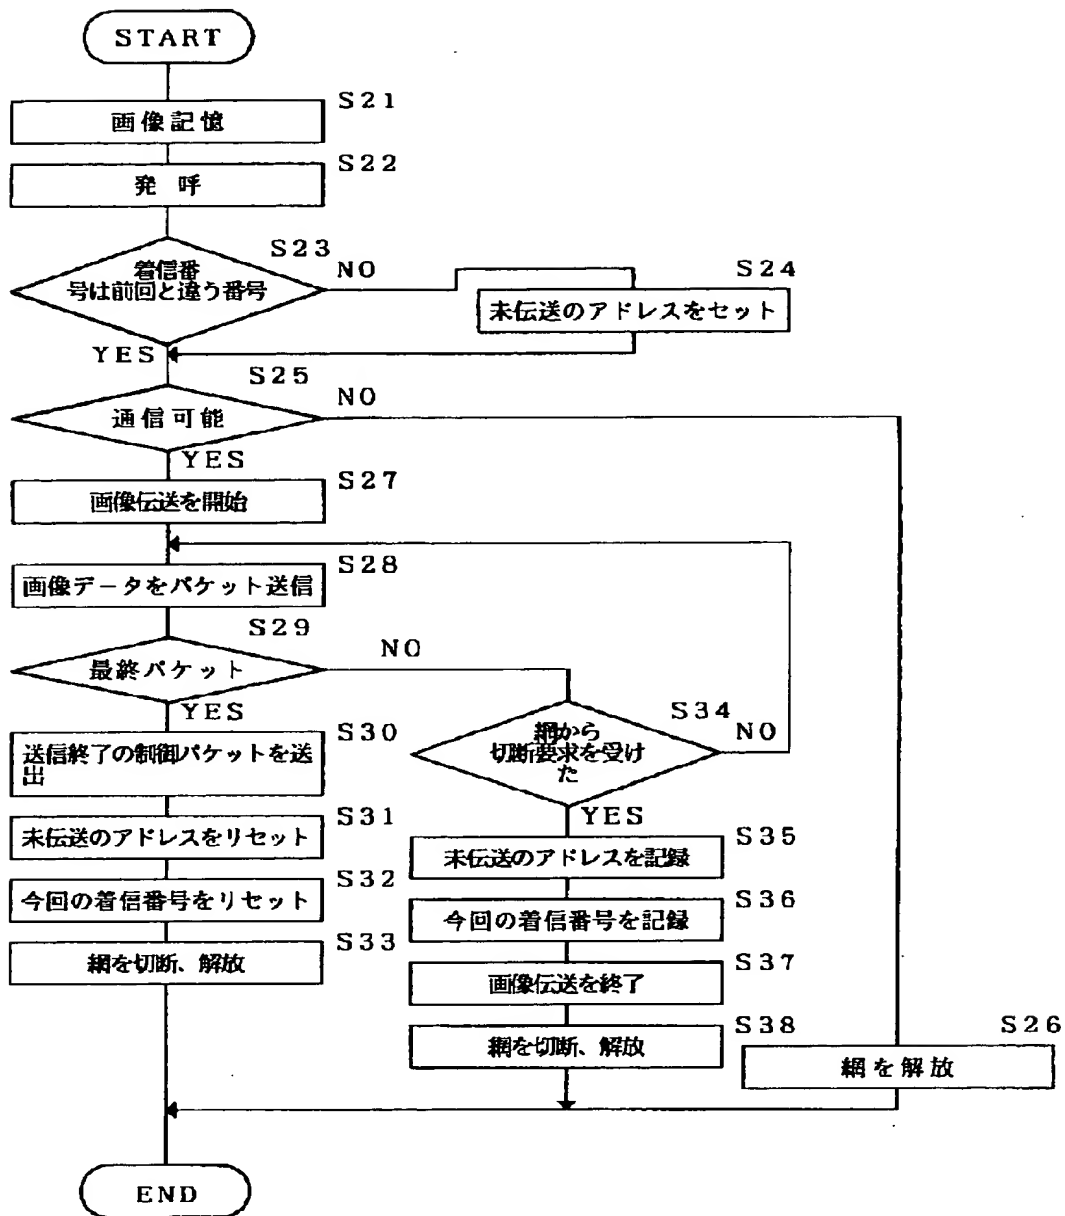 START
S21
画像記憶
S22
発 呼
S23
着信番
号は前回と違う番号
NO
S24
未伝送のアドレスをセット
YES
S25
通信可能
NO
YES
S27
画像伝送を開始
S28
画像データをパケット送信
S29
最終パケット
NO
YES
S30
送信終了の制御パケットを送
出
S31
未伝送のアドレスをリセット
S32
今回の着信番号をリセット
S33
網を切断、解放
S34
網から
切断要求を受け
た
NO
YES
S35
未伝送のアドレスを記録
S36
今回の着信番号を記録
S37
画像伝送を終了
S38
網を切断、解放
S26
網を解放
END